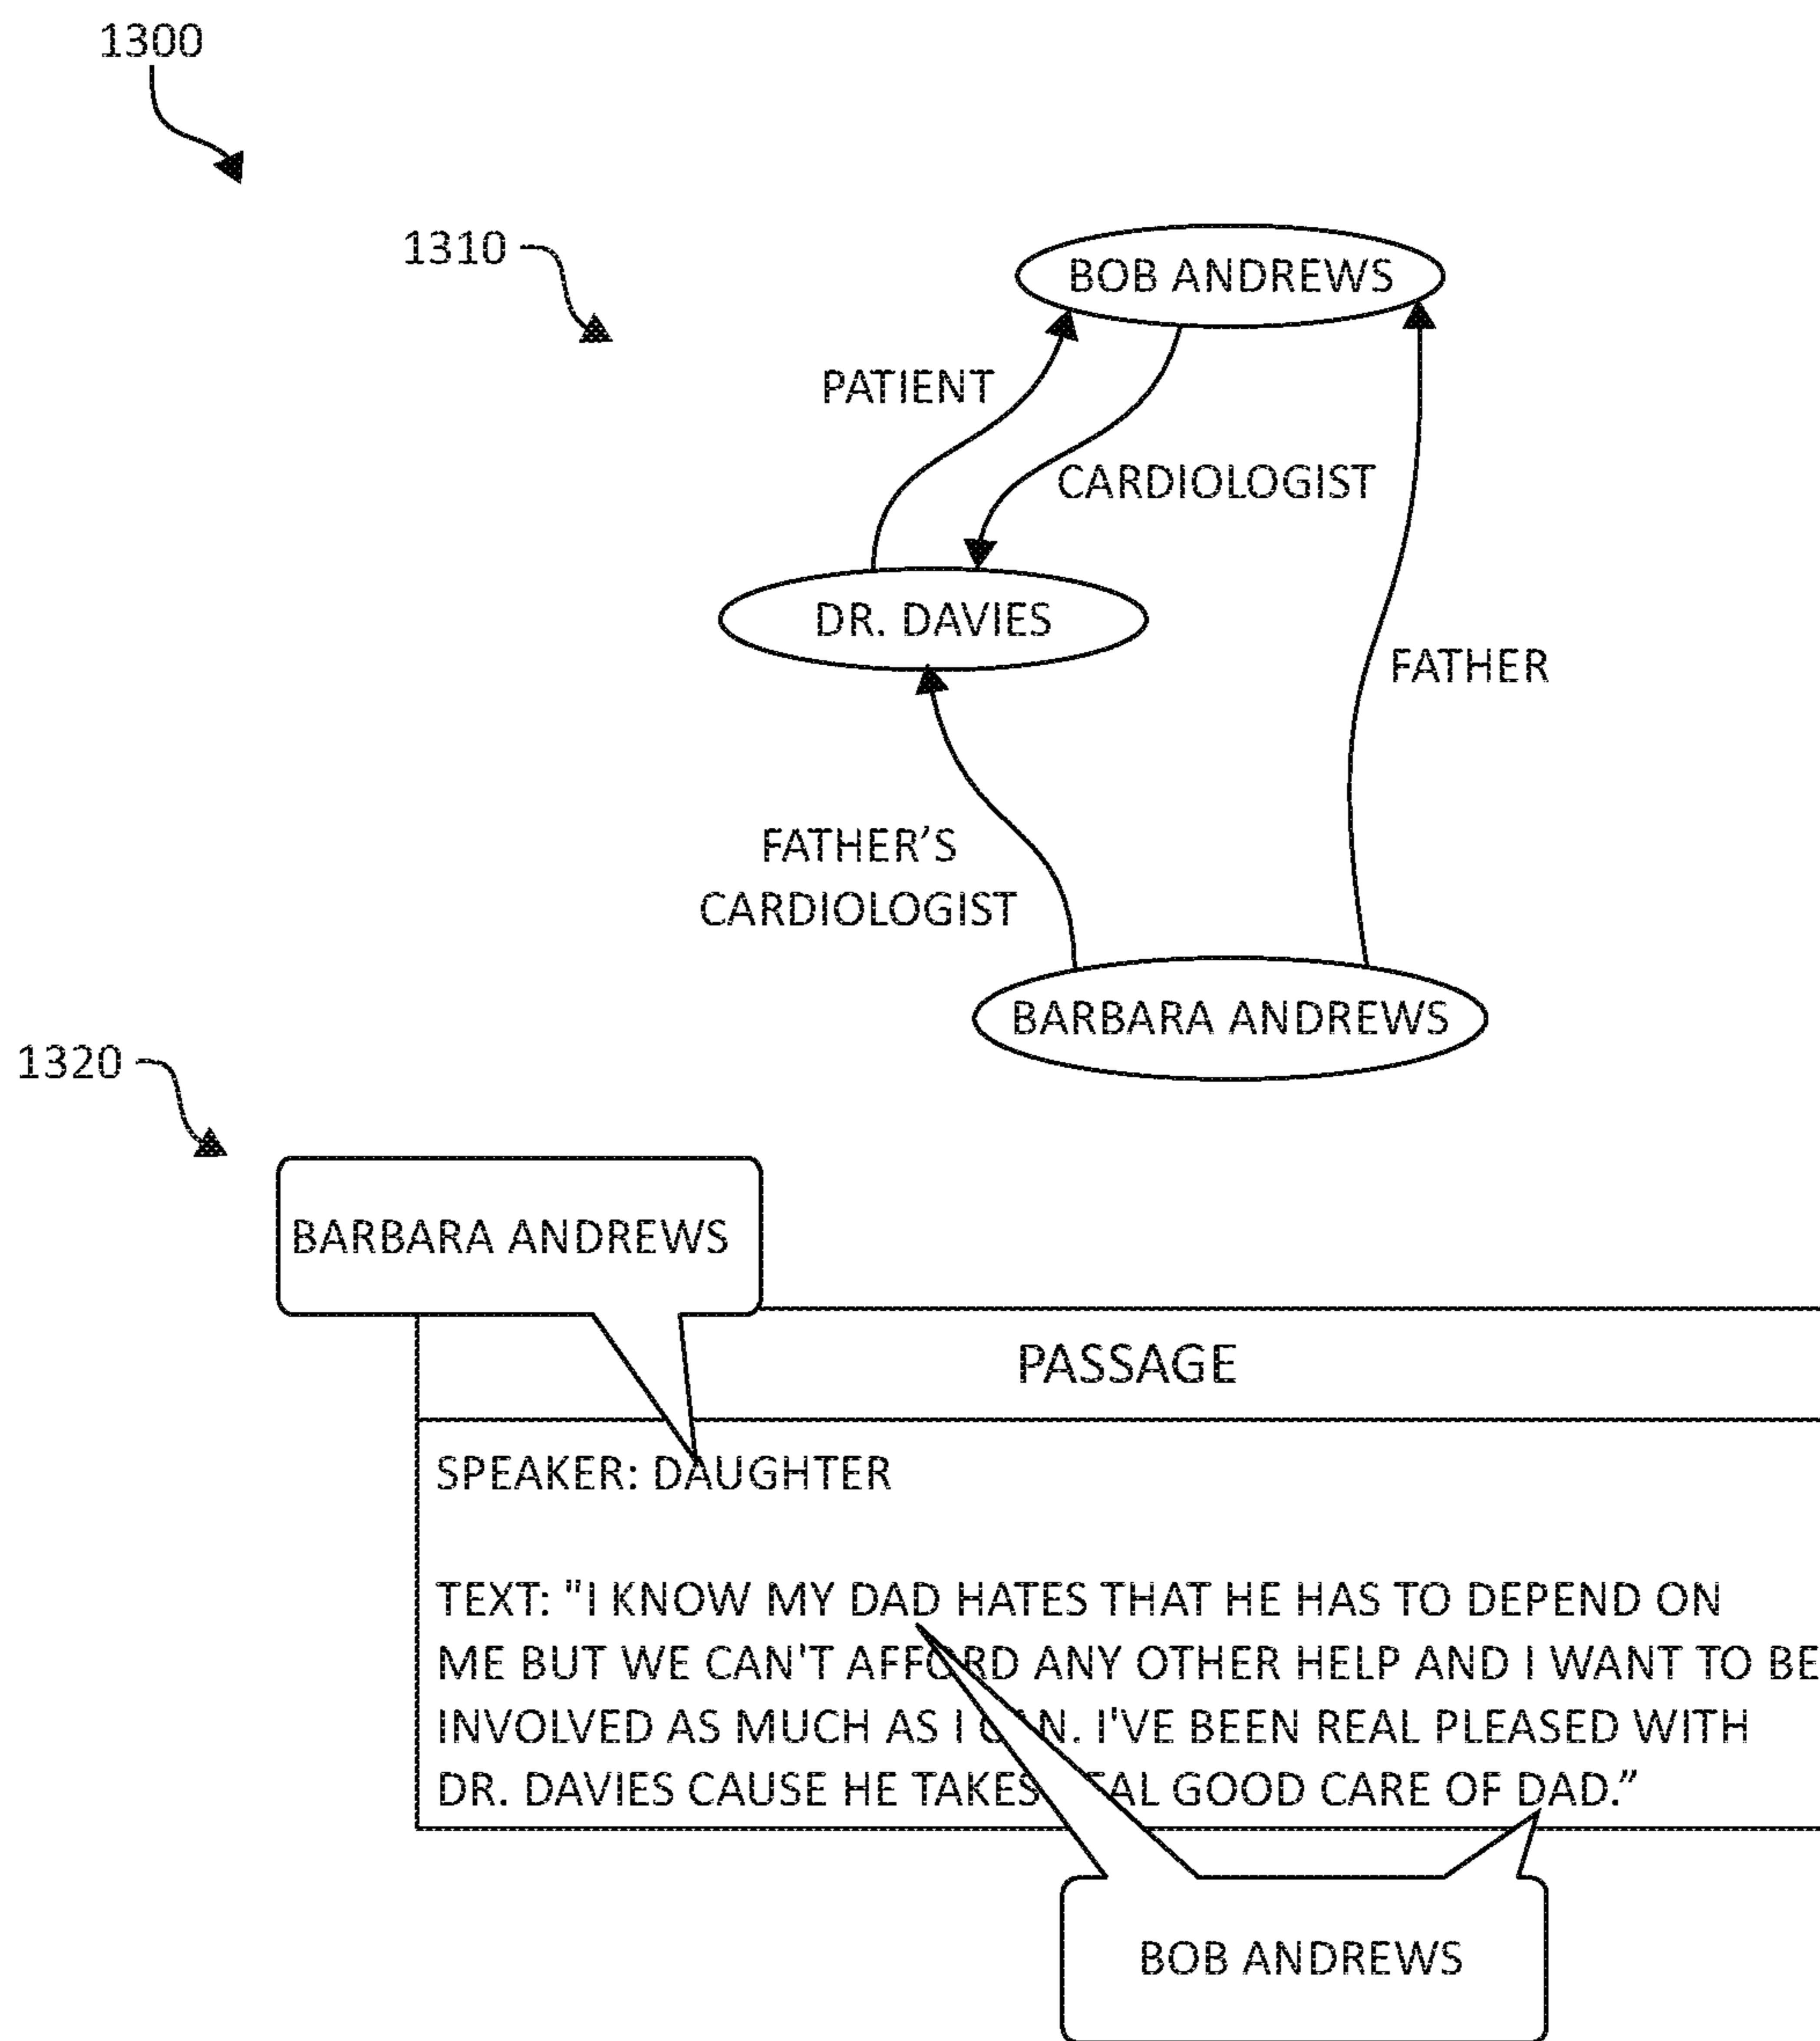 1300
1310
BOB ANDREWS
PATIENT
CARDIOLOGIST
DR. DAVIES
FATHER
FATHER'S
CARDIOLOGIST
BARBARA ANDREWS
1320
BARBARA ANDREWS
PASSAGE
SPEAKER: DAUGHTER
TEXT: "I KNOW MY DAD HATES THAT HE HAS TO DEPEND ON
ME BUT WE CAN'T AFFORD ANY OTHER HELP AND I WANT TO BE
INVOLVED AS MUCH AS I CAN. I'VE BEEN REAL PLEASED WITH
DR. DAVIES CAUSE HE TAKES REAL GOOD CARE OF DAD.”
BOB ANDREWS